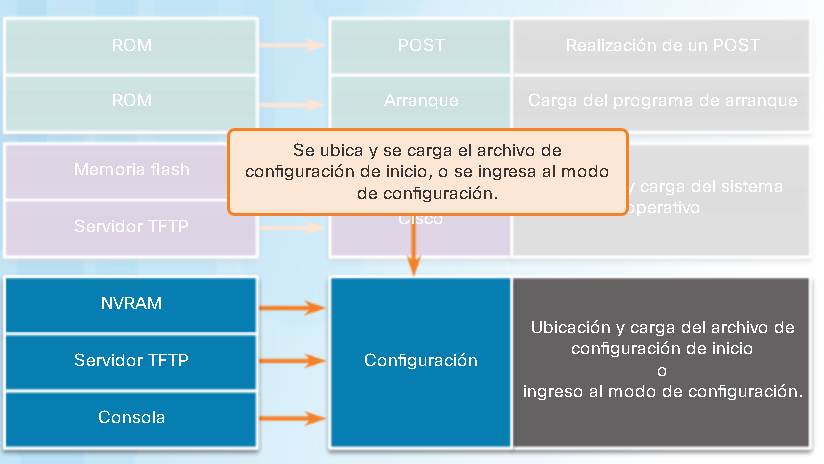 ROM
POST
Realización de un POST
ROM
Arranque
Carga del programa de arranque
Se ubica y se carga el archivo de
configuración de inicio, o se ingresa al modo
de configuración.
Memoria flash
y carga del sistema
operativo
Servidor TFTP
Cisco
NVRAM
Servidor TFTP
Consola
Configuración
Ubicación y carga del archivo de
configuración de inicio
o
ingreso al modo de configuración.